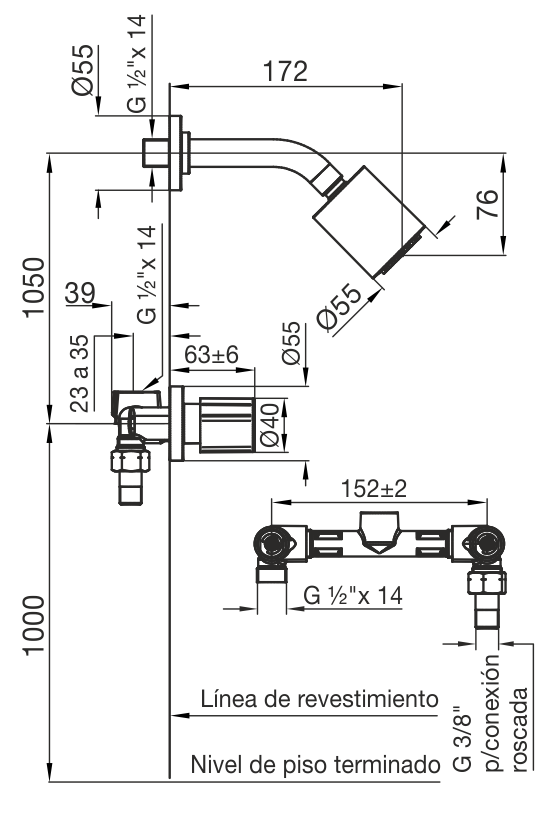 Ø55
G ½"x 14
172
76
1050
39
G ½"x 14
Ø55
23 a 35
63±6
Ø55
Ø40
152±2
G ½"x 14
1000
Línea de revestimiento
G 3/8"
p/conexión
roscada
Nivel de piso terminado